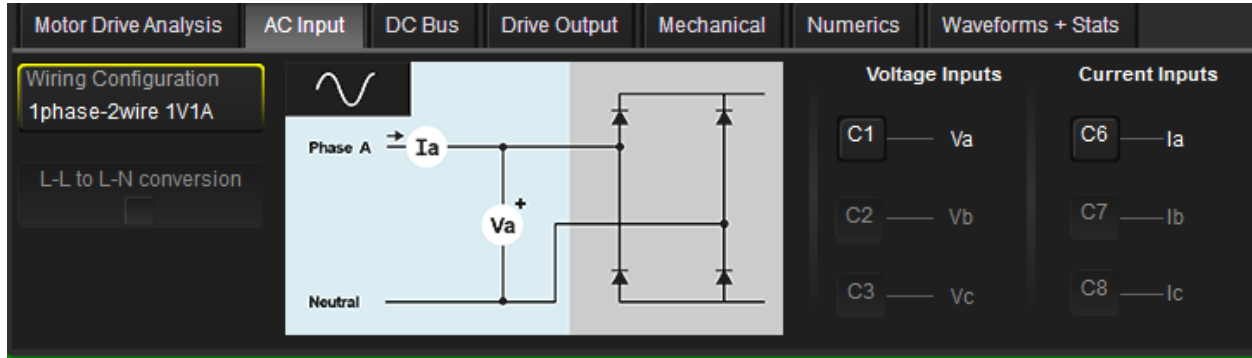 Motor Drive Analysis AC Input DC Bus Drive Output Mechanical Numerics Waveforms + Stats
Wiring Configuration
1phase-2wire 1V1A
L-L to L-N conversion
Phase A
Ia
Va
+
Neutral
Voltage Inputs
C1 Va
C2 Vb
C3 Vc
Current Inputs
C6 Ia
C7 Ib
C8 Ic